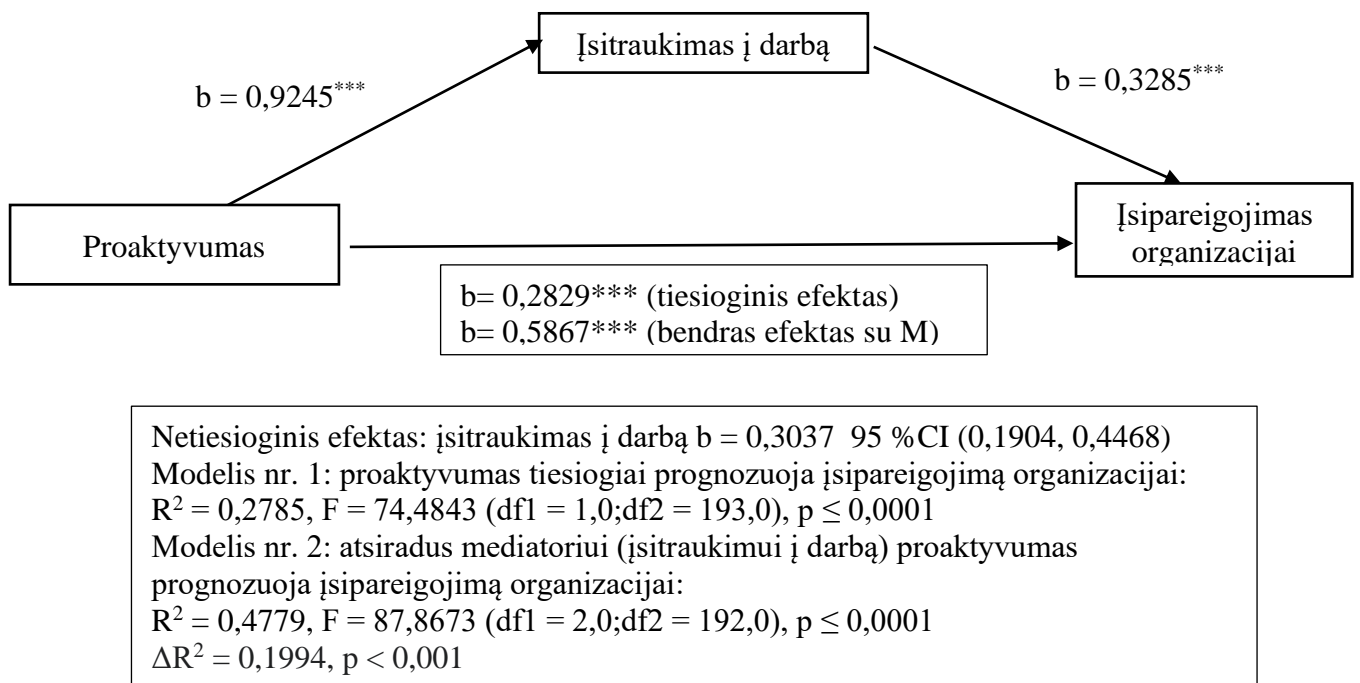 Įsitraukimas į darbą
b = 0,9245***
b = 0,3285***
Proaktyvumas
Įsipareigojimas
organizacijai
b= 0,2829*** (tiesioginis efektas)
b= 0,5867*** (bendras efektas su M)
Netiesioginis efektas: įsitraukimas į darbą b = 0,3037 95 %CI (0,1904, 0,4468)
Modelis nr. 1: proaktyvumas tiesiogiai prognozuoja įsipareigojimą organizacijai:
R² = 0,2785, F = 74,4843 (df1 = 1,0;df2 = 193,0), p ≤ 0,0001
Modelis nr. 2: atsiradus mediatoriui (įsitraukimui į darbą) proaktyvumas
prognozuoja įsipareigojimą organizacijai:
R² = 0,4779, F = 87,8673 (df1 = 2,0;df2 = 192,0), p ≤ 0,0001
ΔR² = 0,1994, p < 0,001